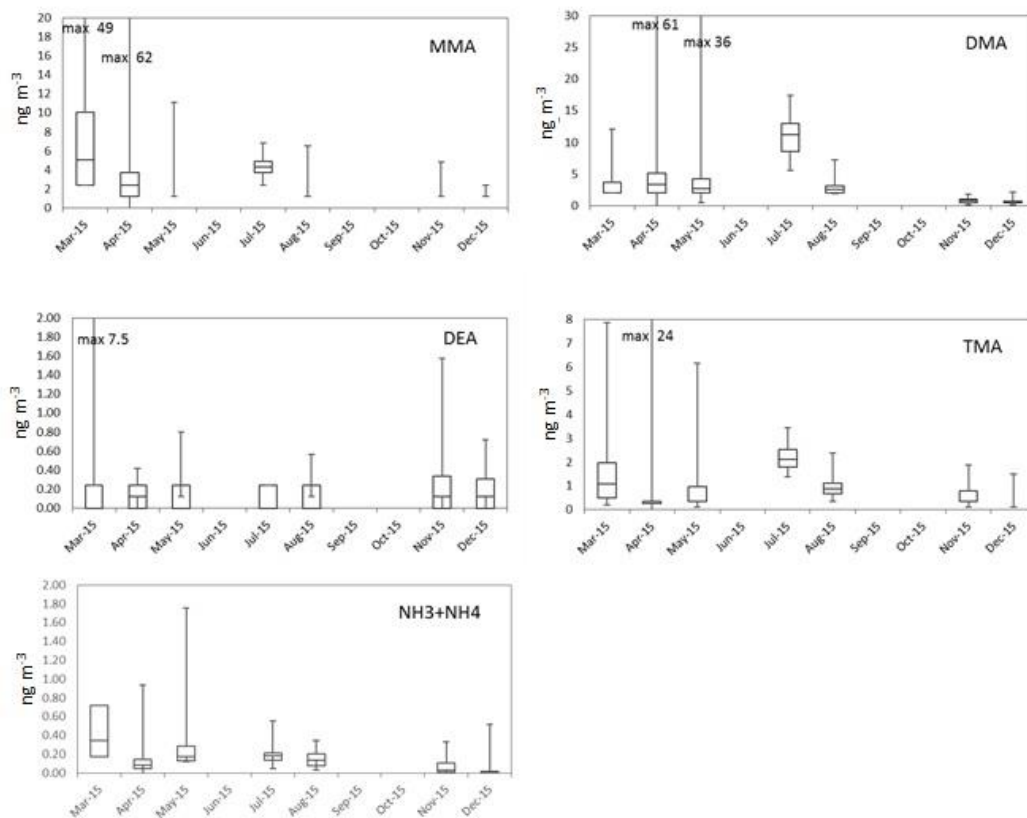 MMA
max 49
max 62
ng m-3
20
18
16
14
12
10
8
6
4
2
0
Mar-15
Apr-15
May-15
Jun-15
Jul-15
Aug-15
Sep-15
Oct-15
Nov-15
Dec-15
DMA
max 61
max 36
ng m-3
30
25
20
15
10
5
0
Mar-15
Apr-15
May-15
Jun-15
Jul-15
Aug-15
Sep-15
Oct-15
Nov-15
Dec-15
DEA
max 7.5
ng m-3
2.00
1.80
1.60
1.40
1.20
1.00
0.80
0.60
0.40
0.20
0.00
Mar-15
Apr-15
May-15
Jun-15
Jul-15
Aug-15
Sep-15
Oct-15
Nov-15
Dec-15
TMA
max 24
ng m-3
8
7
6
5
4
3
2
1
0
Mar-15
Apr-15
May-15
Jun-15
Jul-15
Aug-15
Sep-15
Oct-15
Nov-15
Dec-15
NH3+NH4
ng m-3
2.00
1.80
1.60
1.40
1.20
1.00
0.80
0.60
0.40
0.20
0.00
Mar-15
Apr-15
May-15
Jun-15
Jul-15
Aug-15
Sep-15
Oct-15
Nov-15
Dec-15